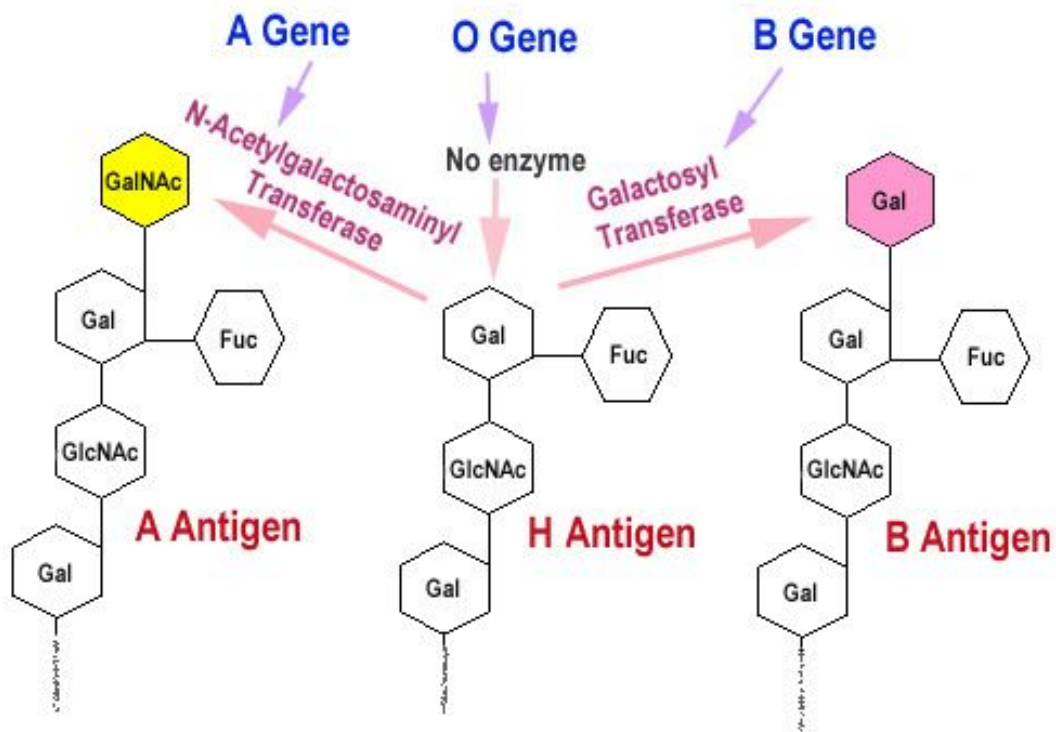 A Gene
O Gene
B Gene
N-Acetylgalactosaminyl
Transferase
No enzyme
Galactosyl
Transferase
GalNAc
Gal
Fuc
GlcNAc
Gal
A Antigen
Gal
Fuc
GlcNAc
Gal
H Antigen
Gal
Gal
Fuc
GlcNAc
Gal
B Antigen